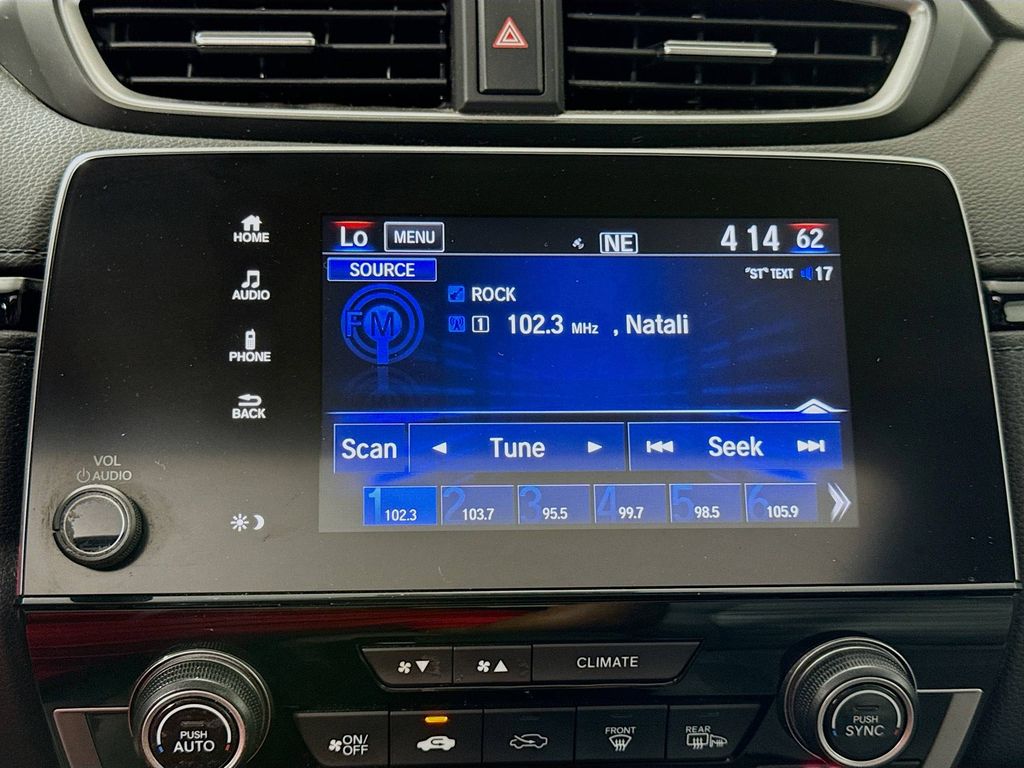 HOME
AUDIO
PHONE
BACK
VOL
AUDIO
Lo MENU NE 4 14 62
SOURCE "ST" TEXT 17
FM
ROCK
1 102.3 MHz , Natali
Scan Tune Seek
1 102.3 2 103.7 3 95.5 4 99.7 5 98.5 6 105.9
CLIMATE
PUSH
AUTO
ON/
OFF
FRONT
REAR
PUSH
SYNC